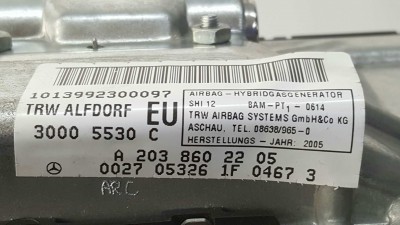 1013992300097
TRW ALFDORF EU
3000 5530 C
AIRBAG-HYBRIDGASGENERATOR
SHI 12 BAM-PT1-0614
TRW AIRBAG SYSTEMS GmbH&Co KG
ASCHAU, TEL. 08638/965-0
HERSTELLUNGS-JAHR: 2005
A 203 860 22 05
0027 05326 1F 0467 3
ARC